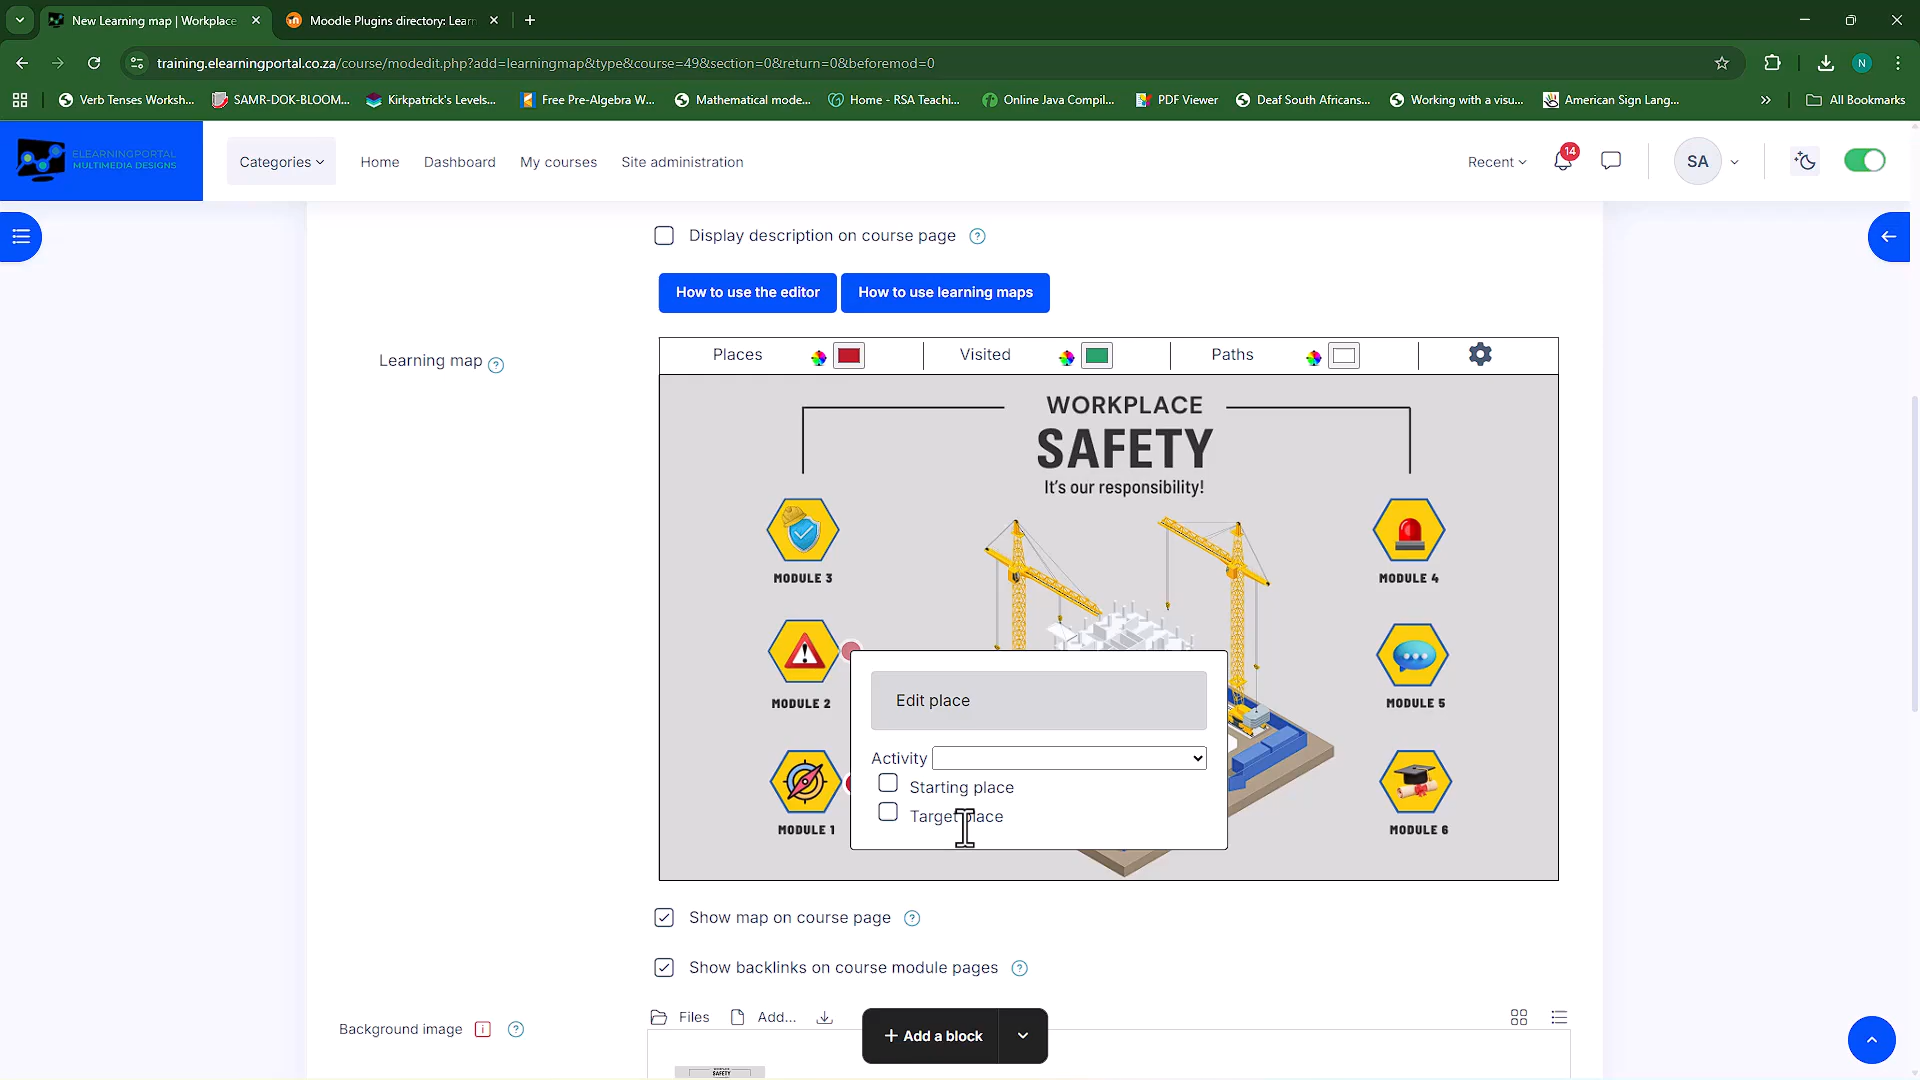 New Learning map | Workplace
Moodle Plugins directory: Lear
training.elearningportal.co.za/course/modedit.php?add=learningmap&type&course=49&section=0&return=0&beforemod=0
N
Verb Tenses Worksh...
SAMR-DOK-BLOOM...
Kirkpatrick's Levels...
Free Pre-Algebra W...
Mathematical mode...
Home - RSA Teachi...
Online Java Compil...
PDF Viewer
Deaf South Africans...
Working with a visu...
American Sign Lang...
All Bookmarks
ELEARNINGPORTAL
MULTIMEDIA DESIGNS
Categories
Home
Dashboard
My courses
Site administration
Recent
14
SA
Display description on course page
How to use the editor
How to use learning maps
Learning map
Places
Visited
Paths
WORKPLACE
SAFETY
It's our responsibility!
MODULE 3
MODULE 4
MODULE 2
MODULE 5
MODULE 1
MODULE 6
Edit place
Activity
Starting place
Target place
Show map on course page
Show backlinks on course module pages
Background image
Files
Add...
+ Add a block
SAFETY